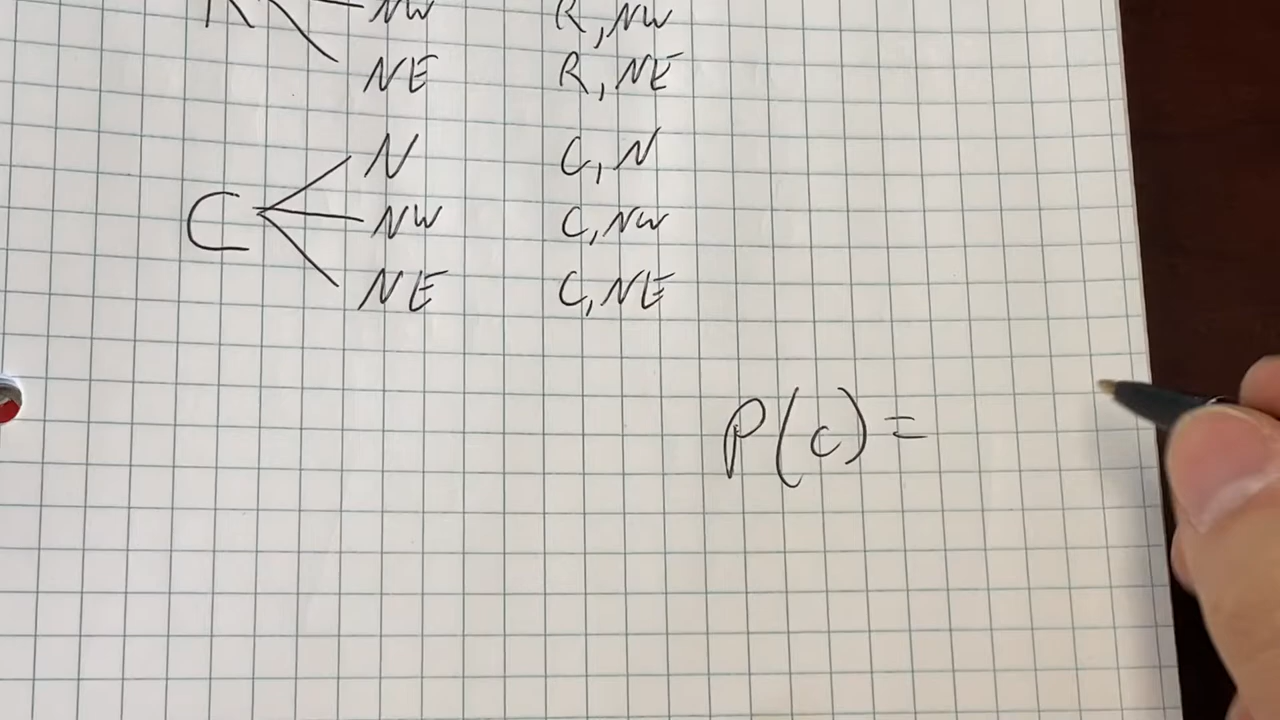 R NW R, NW
NE R, NE
N C, N
C NW C, NW
NE C, NE
P(c) =